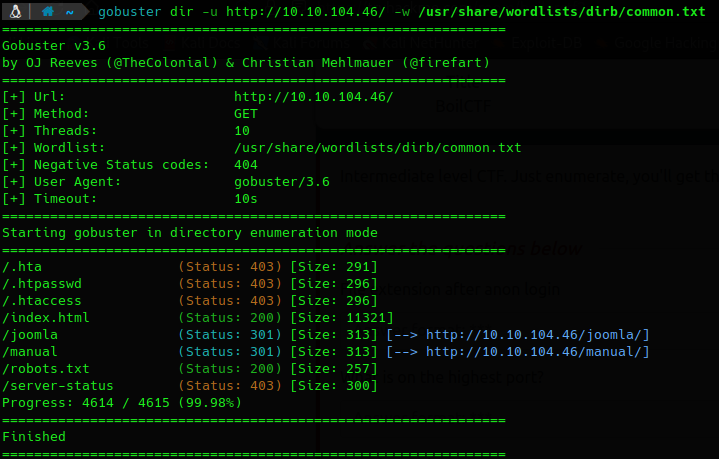 ~ gobuster dir -u http://10.10.104.46/ -w /usr/share/wordlists/dirb/common.txt
===============================================================
Gobuster v3.6
by OJ Reeves (@TheColonial) & Christian Mehlmauer (@firefart)
===============================================================
[+] Url:                     http://10.10.104.46/
[+] Method:                  GET
[+] Threads:                 10
[+] Wordlist:                /usr/share/wordlists/dirb/common.txt
[+] Negative Status codes:   404
[+] User Agent:              gobuster/3.6
[+] Timeout:                 10s
===============================================================
Starting gobuster in directory enumeration mode
===============================================================
/.hta                 (Status: 403) [Size: 291]
/.htpasswd            (Status: 403) [Size: 296]
/.htaccess            (Status: 403) [Size: 296]
/index.html           (Status: 200) [Size: 11321]
/joomla               (Status: 301) [Size: 313] [--> http://10.10.104.46/joomla/]
/manual               (Status: 301) [Size: 313] [--> http://10.10.104.46/manual/]
/robots.txt           (Status: 200) [Size: 257]
/server-status        (Status: 403) [Size: 300]
Progress: 4614 / 4615 (99.98%)
===============================================================
Finished
===============================================================